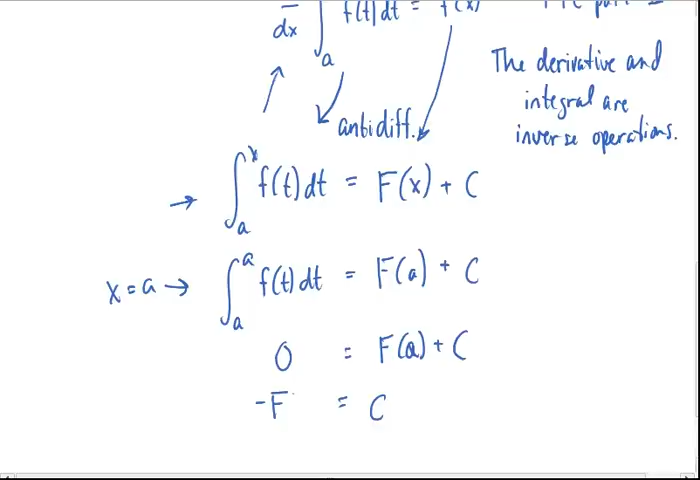 d/dx ∫_a f(t)dt = f(x)
The derivative and
integral are
inverse operations.
antidiff.
→ ∫_a^x f(t)dt = F(x) + C
x = a → ∫_a^a f(t)dt = F(a) + C
0 = F(a) + C
-F = C